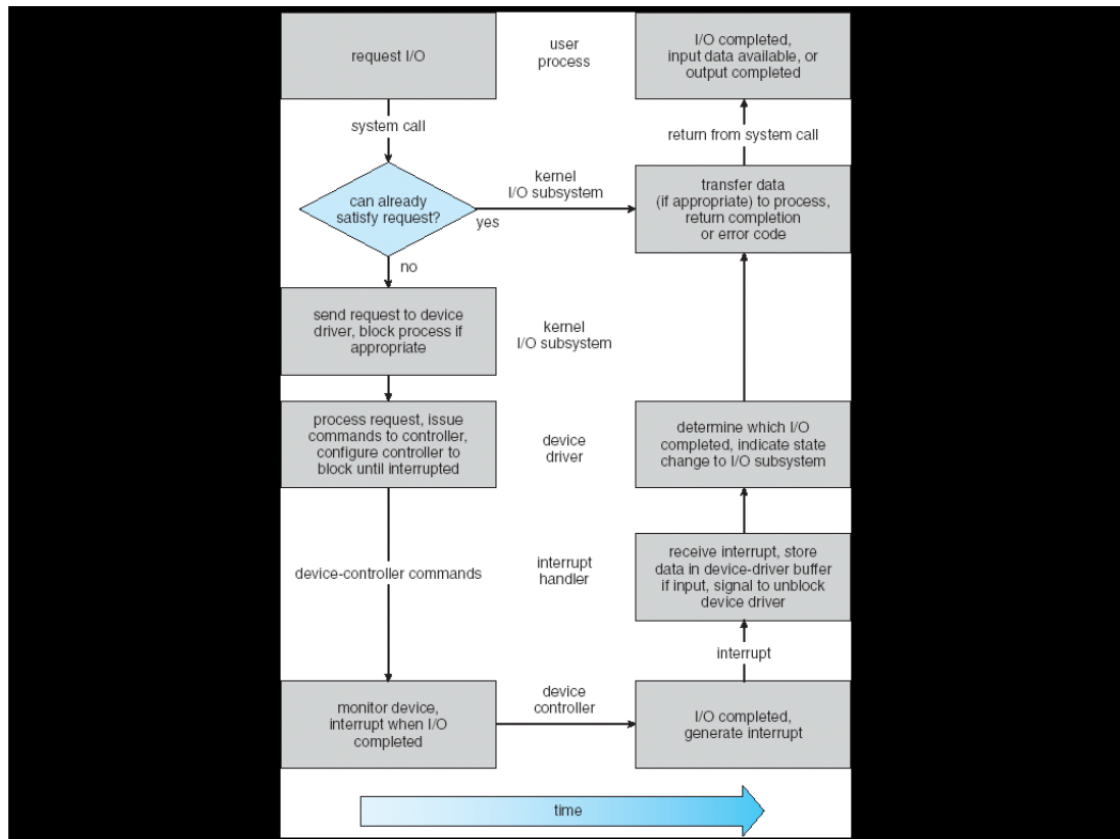 request I/O
user
process
I/O completed,
input data available, or
output completed
system call
return from system call
can already
satisfy request?
yes
no
kernel
I/O subsystem
transfer data
(if appropriate) to process,
return completion
or error code
send request to device
driver, block process if
appropriate
kernel
I/O subsystem
process request, issue
commands to controller,
configure controller to
block until interrupted
device
driver
determine which I/O
completed, indicate state
change to I/O subsystem
device-controller commands
interrupt
handler
receive interrupt, store
data in device-driver buffer
if input, signal to unblock
device driver
interrupt
monitor device,
interrupt when I/O
completed
device
controller
I/O completed,
generate interrupt
time